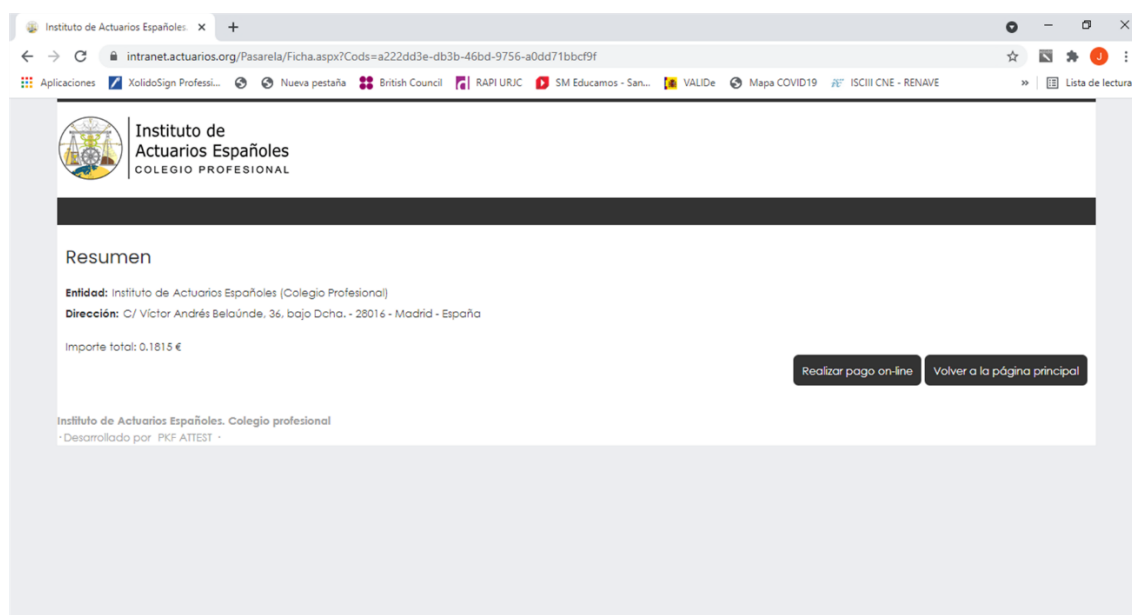 Instituto de Actuarios Españoles.
intranet.actuarios.org/Pasarela/Ficha.aspx?Cods=a222dd3e-db3b-46bd-9756-a0dd71bbcf9f
J
Aplicaciones XolidoSign Professi... Nueva pestaña British Council RAPI URJC SM Educamos - San... VALIDe Mapa COVID19 ISCIII CNE - RENAVE » Lista de lectura
Instituto de
Actuarios Españoles
COLEGIO PROFESIONAL
Resumen
Entidad: Instituto de Actuarios Españoles (Colegio Profesional)
Dirección: C/ Víctor Andrés Belaúnde, 36, bajo Dcha. - 28016 - Madrid - España
Importe total: 0.1815 €
Realizar pago on-line Volver a la página principal
Instituto de Actuarios Españoles. Colegio profesional
· Desarrollado por PKF ATTEST ·